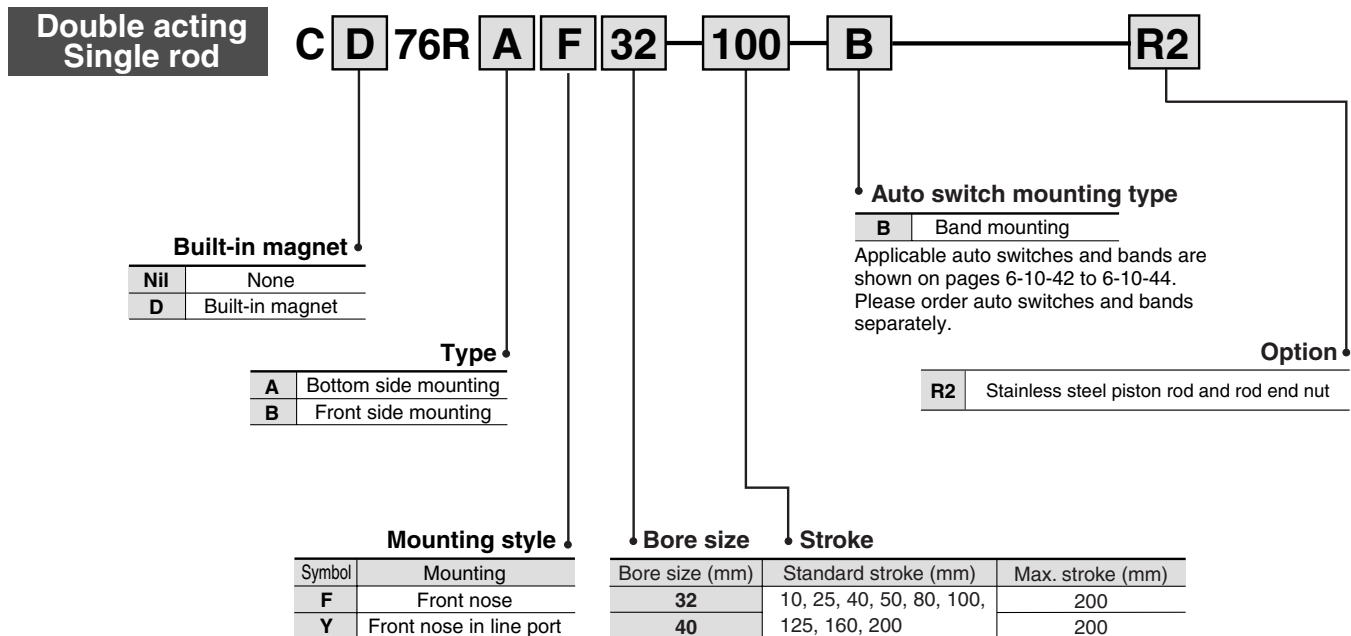 Double acting
Single rod
C D 76R A F 32 — 100 — B — R2
Auto switch mounting type
B Band mounting
Applicable auto switches and bands are
shown on pages 6-10-42 to 6-10-44.
Please order auto switches and bands
separately.
Built-in magnet
Nil None
D Built-in magnet
Type
A Bottom side mounting
B Front side mounting
Option
R2 Stainless steel piston rod and rod end nut
Mounting style
Symbol Mounting
F Front nose
Y Front nose in line port
Bore size Stroke
Bore size (mm) Standard stroke (mm) Max. stroke (mm)
32 10, 25, 40, 50, 80, 100, 200
40 125, 160, 200 200